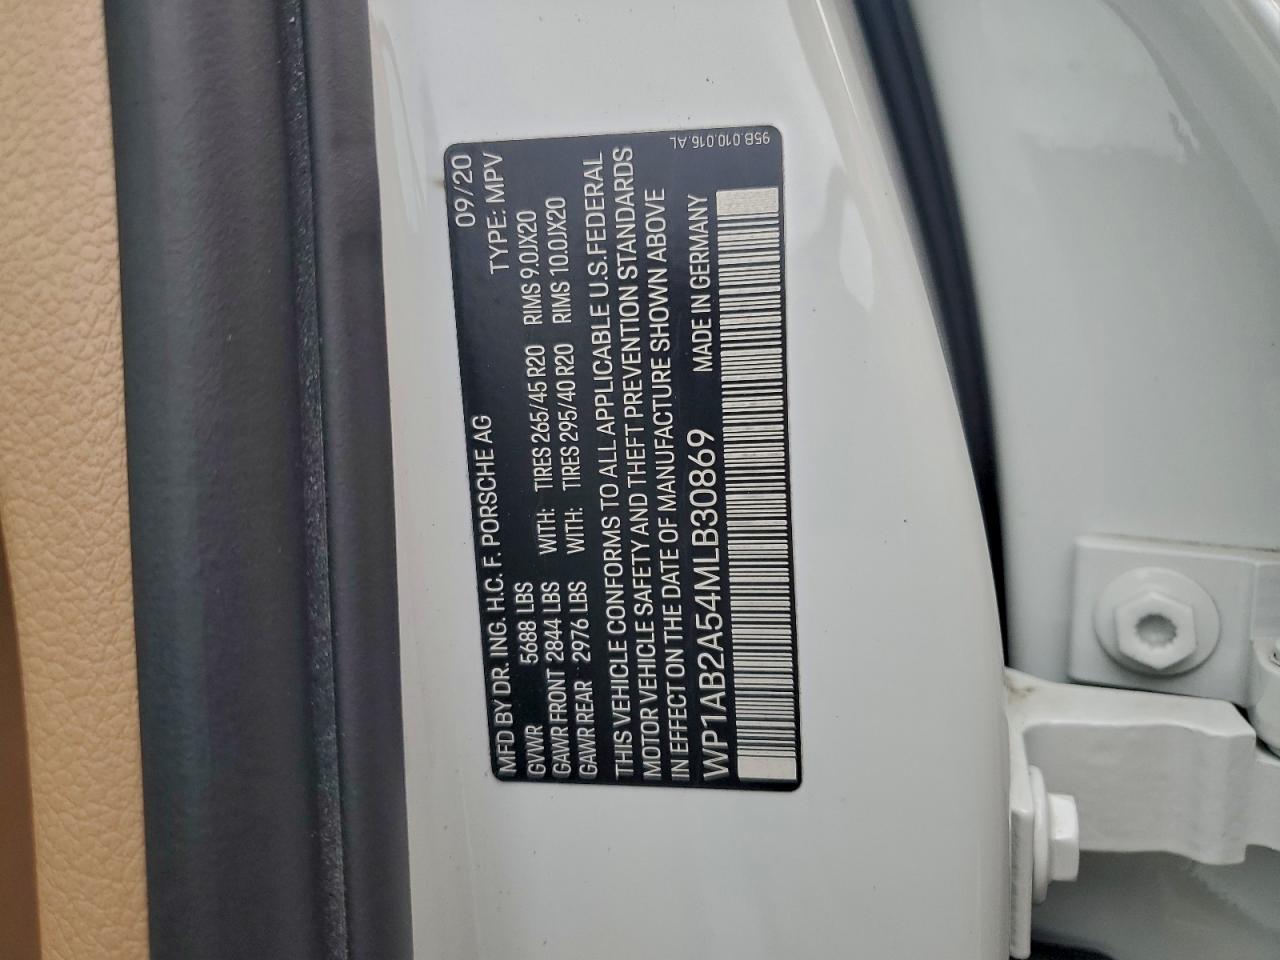 MFD BY DR. ING. H.C. F. PORSCHE AG 09/20
GVWR 5688 LBS TYPE: MPV
GAWR FRONT 2844 LBS WITH: TIRES 265/45 R20 RIMS 9.0JX20
GAWR REAR 2976 LBS WITH: TIRES 295/40 R20 RIMS 10.0JX20
THIS VEHICLE CONFORMS TO ALL APPLICABLE U.S. FEDERAL
MOTOR VEHICLE SAFETY AND THEFT PREVENTION STANDARDS
IN EFFECT ON THE DATE OF MANUFACTURE SHOWN ABOVE
WP1AB2A54MLB30869 MADE IN GERMANY
95B.010.016.AL